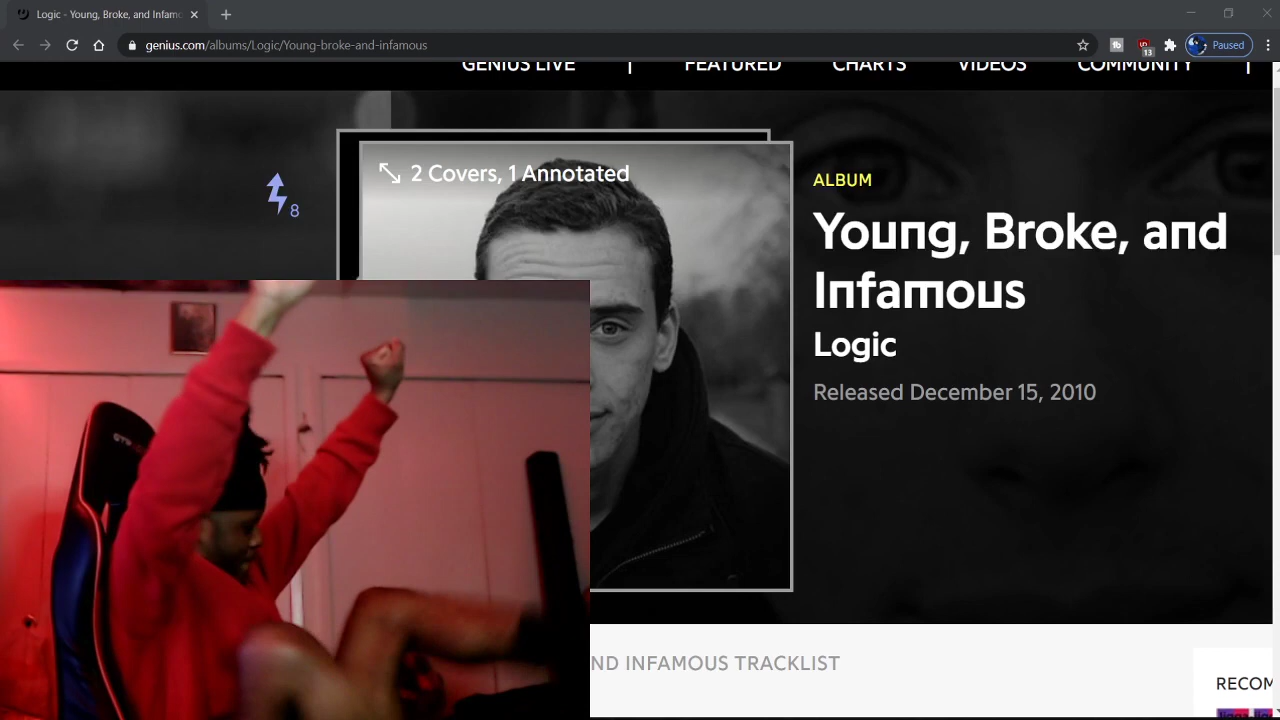 Logic - Young, Broke, and Infamo
genius.com/albums/Logic/Young-broke-and-infamous
13
Paused
GENIUS LIVE
FEATURED
CHARTS
VIDEOS
COMMUNITY
2 Covers, 1 Annotated
8
ALBUM
Young, Broke, and
Infamous
Logic
Released December 15, 2010
ND INFAMOUS TRACKLIST
RECOM